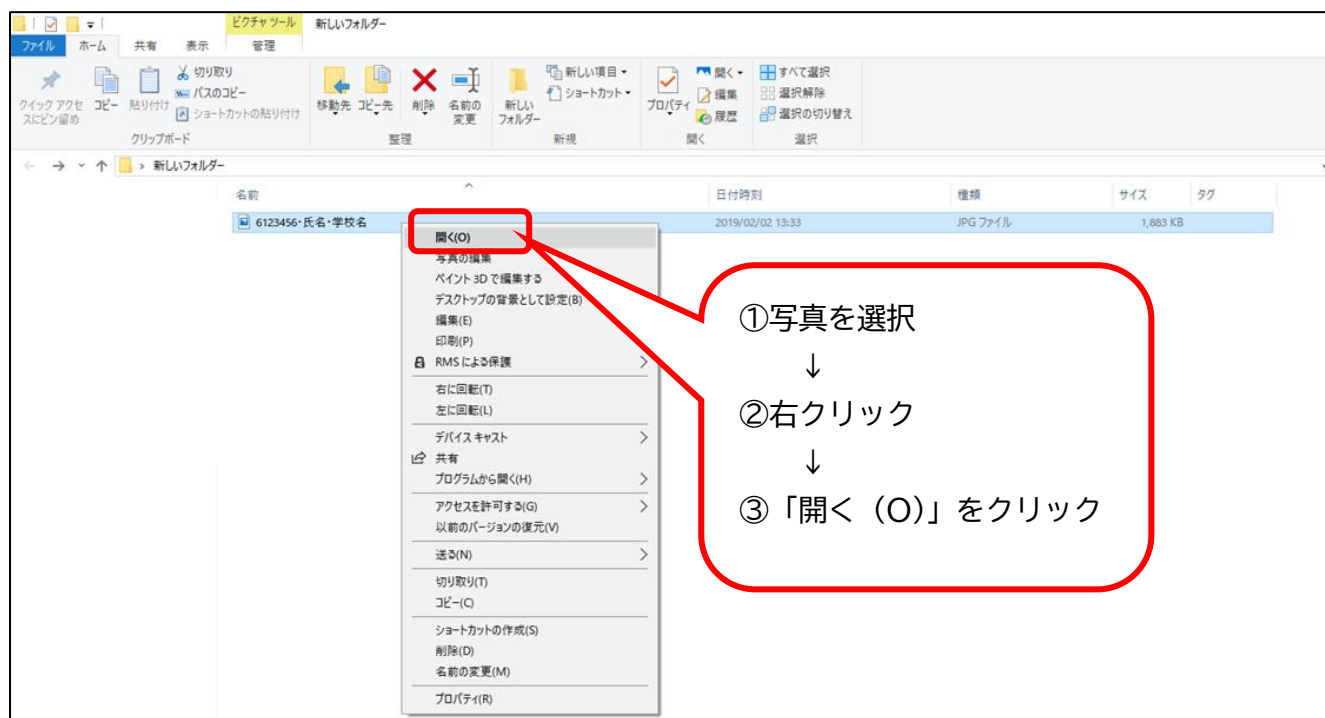 ピクチャ ツール 新しいフォルダー
ファイル ホーム 共有 表示 管理
クイック アクセスにピン留め
コピー
貼り付け
切り取り
パスのコピー
ショートカットの貼り付け
クリップボード
移動先 コピー先 削除 名前の変更
整理
新しいフォルダー
新しい項目
ショートカット
新規
プロパティ
開く
編集
履歴
開く
すべて選択
選択解除
選択の切り替え
選択
新しいフォルダー
名前 日付時刻 種類 サイズ タグ
6123456・氏名・学校名 2019/02/02 13:33 JPG ファイル 1,883 KB
開く(O)
写真の編集
ペイント 3D で編集する
デスクトップの背景として設定(B)
編集(E)
印刷(P)
RMS による保護
右に回転(T)
左に回転(L)
デバイス キャスト
共有
プログラムから開く(H)
アクセスを許可する(G)
以前のバージョンの復元(V)
送る(N)
切り取り(T)
コピー(C)
ショートカットの作成(S)
削除(D)
名前の変更(M)
プロパティ(R)
①写真を選択
↓
②右クリック
↓
③「開く(O)」をクリック